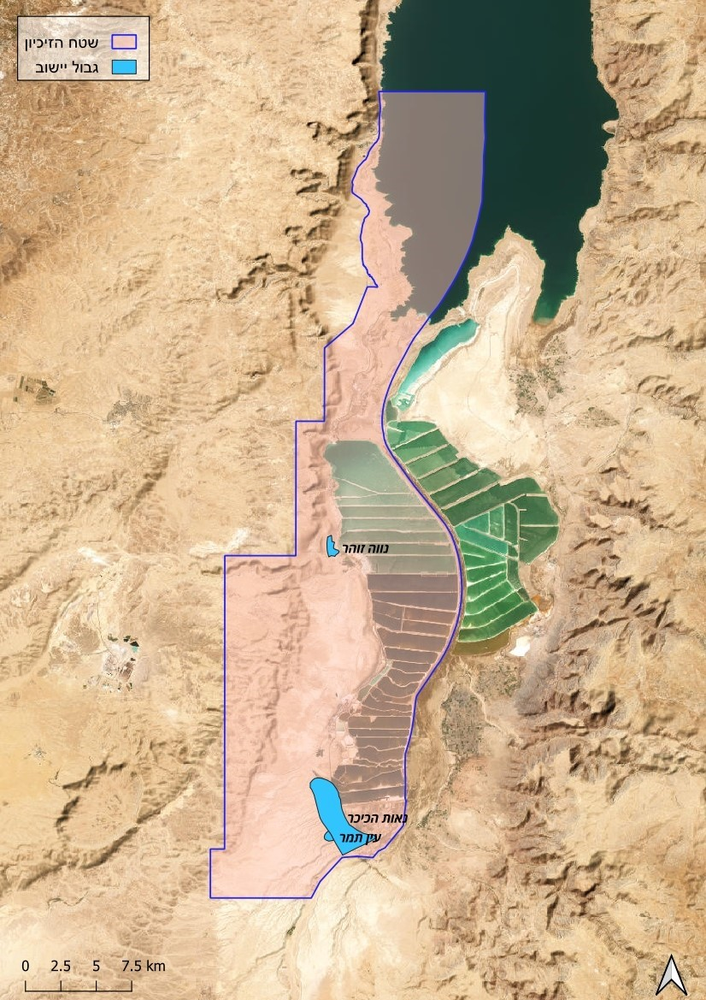 שטח הזיכיון
גבול יישוב
נווה זוהר
נאות הכיכר
עין תמר
0 2.5 5 7.5 km